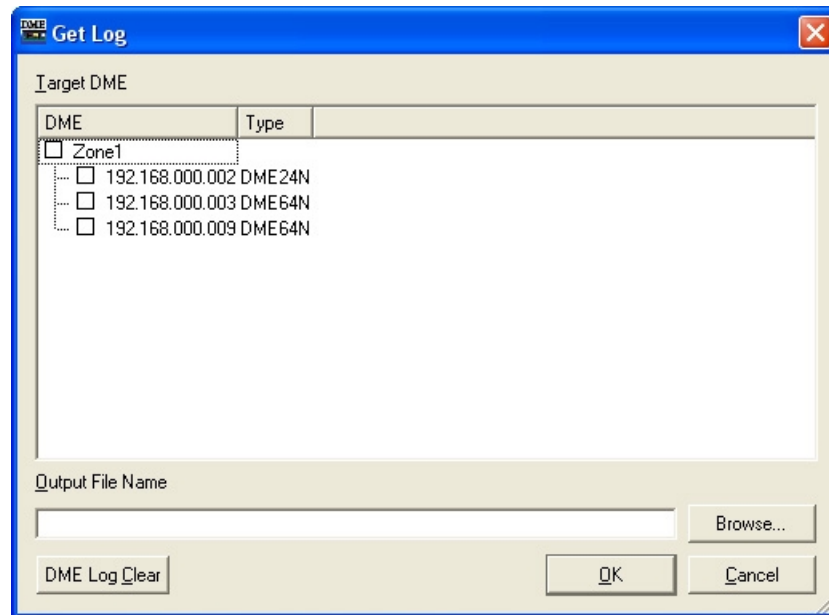 DME
Get Log
Target DME
DME Type
Zone1
192.168.000.002 DME24N
192.168.000.003 DME64N
192.168.000.009 DME64N
Output File Name
Browse...
DME Log Clear OK Cancel